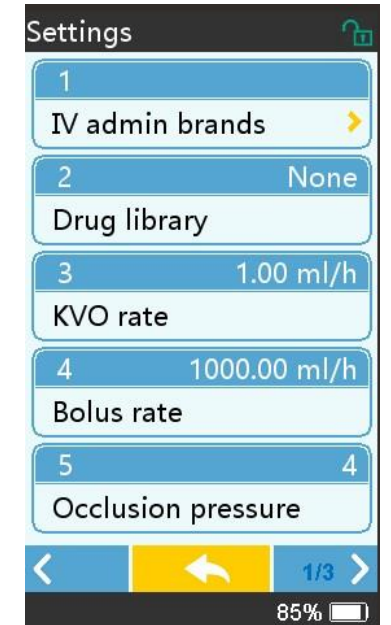 Settings
1
IV admin brands
2 None
Drug library
3 1.00 ml/h
KVO rate
4 1000.00 ml/h
Bolus rate
5 4
Occlusion pressure
1/3
85%